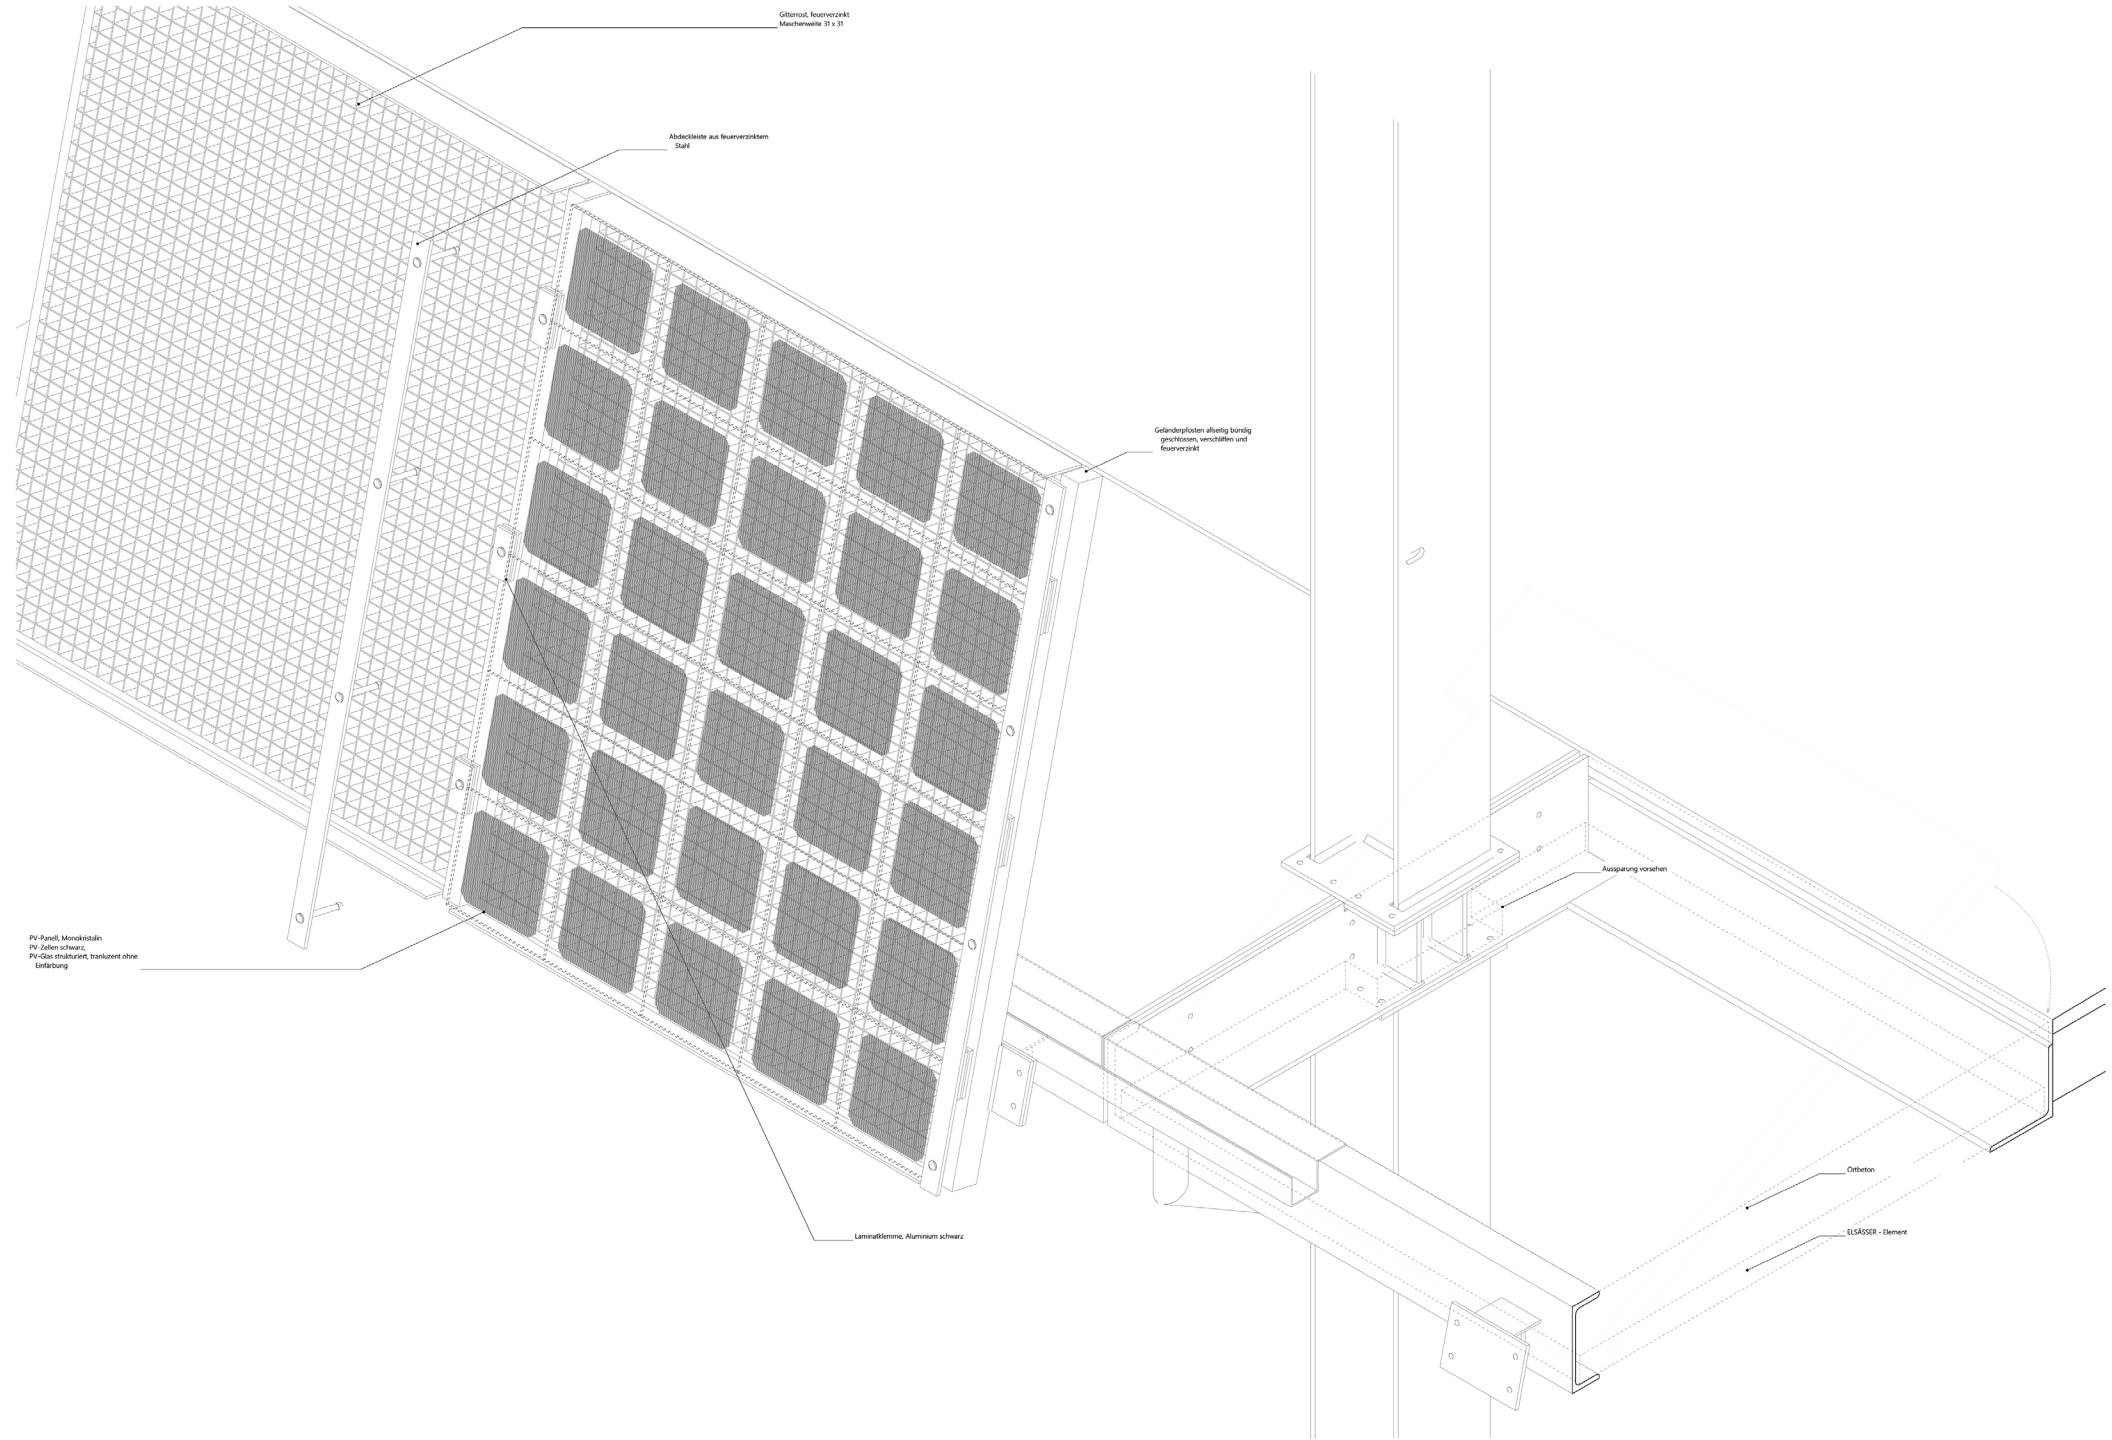 Gitterrost, feuerverzinkt
Maschenweite 31 x 31
Abdeckleiste aus feuerverzinktem
Stahl
Geländerpfosten allseitig bündig
geschlossen, verschliffen und
feuerverzinkt
Aussparung vorsehen
PV-Panell, Monokristalin
PV-Zellen schwarz,
PV-Glas strukturiert, tranluzent ohne
Einfärbung
Ortbeton
ELSÄSSER - Element
Laminatklemme, Aluminium schwarz